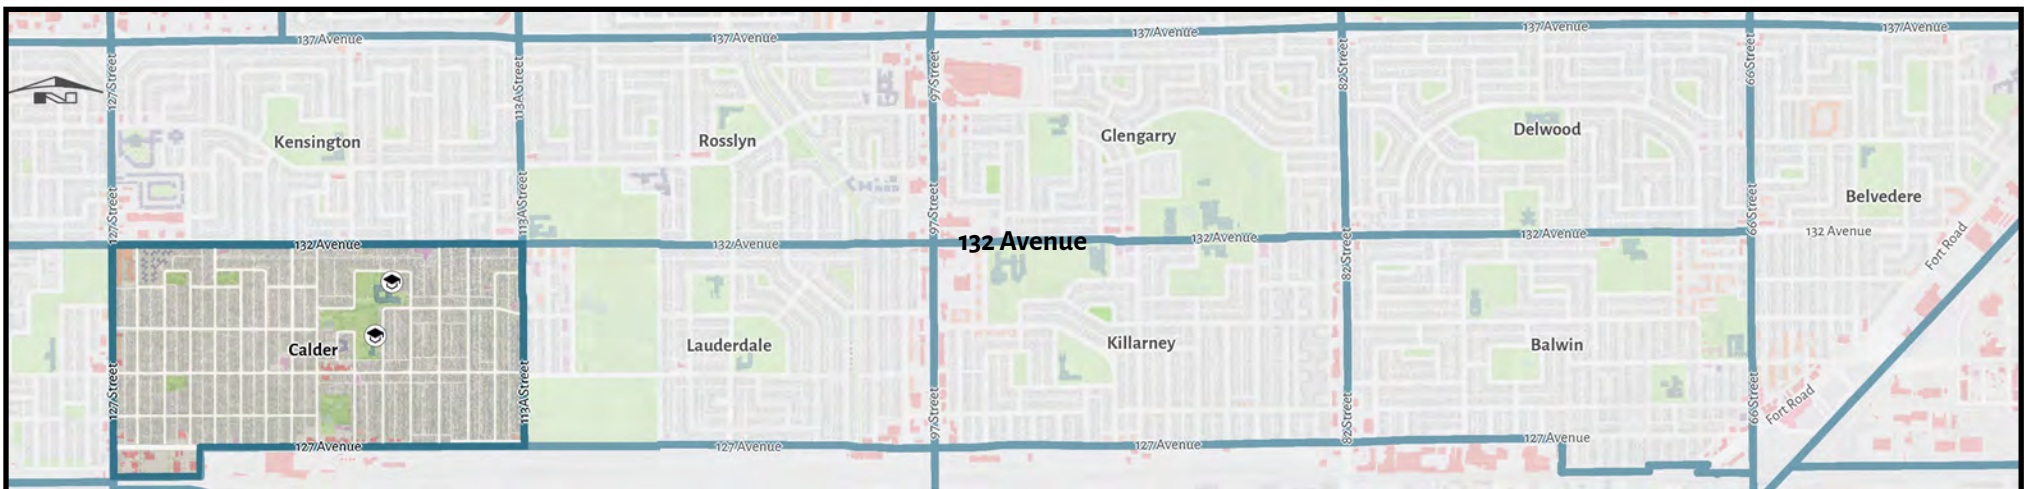 137 Avenue
137 Avenue
137 Avenue
137 Avenue
137 Avenue
127 Street
113A Street
97 Street
82 Street
66 Street
Kensington
Rosslyn
Glengarry
Delwood
Belvedere
127 Street
113A Street
97 Street
82 Street
66 Street
132 Avenue
132 Avenue
132 Avenue
132 Avenue
132 Avenue
132 Avenue
Fort Road
Calder
Lauderdale
Killarney
Balwin
127 Street
113A Street
97 Street
82 Street
66 Street
Fort Road
127 Avenue
127 Avenue
127 Avenue
127 Avenue